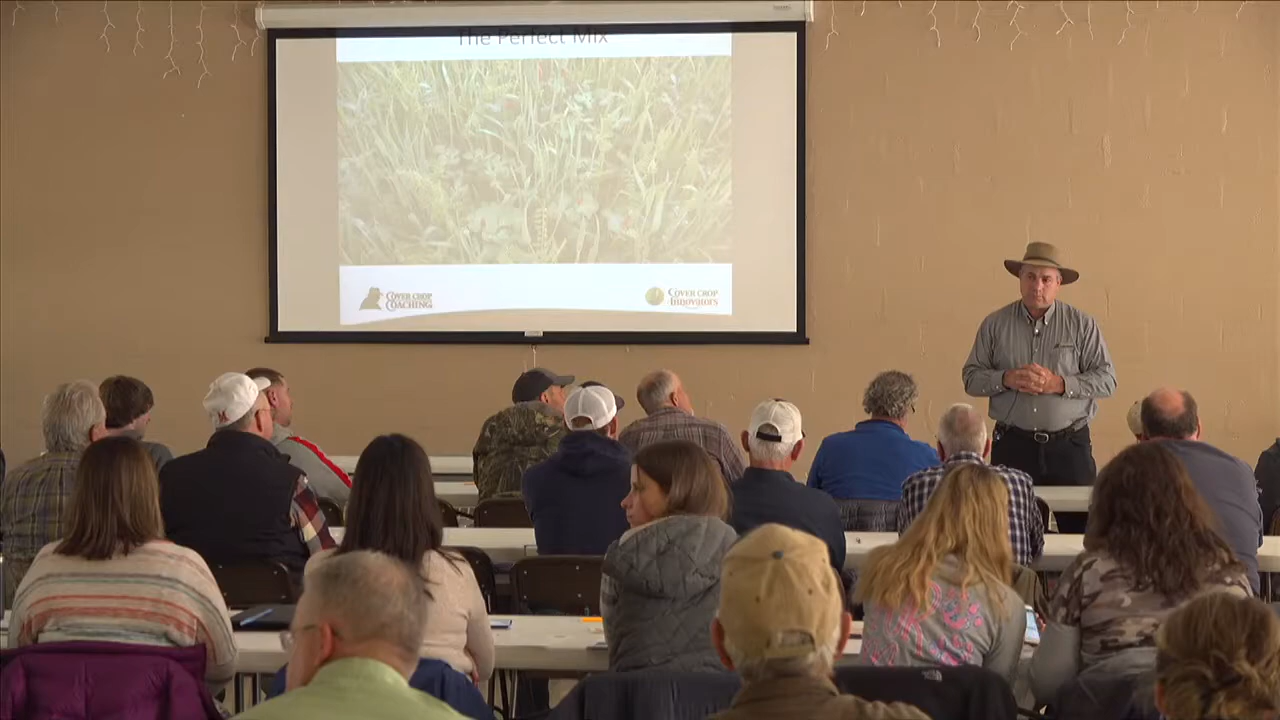 The Perfect Mix
COVER CROP
COACHING
COVER CROP
INNOVATORS